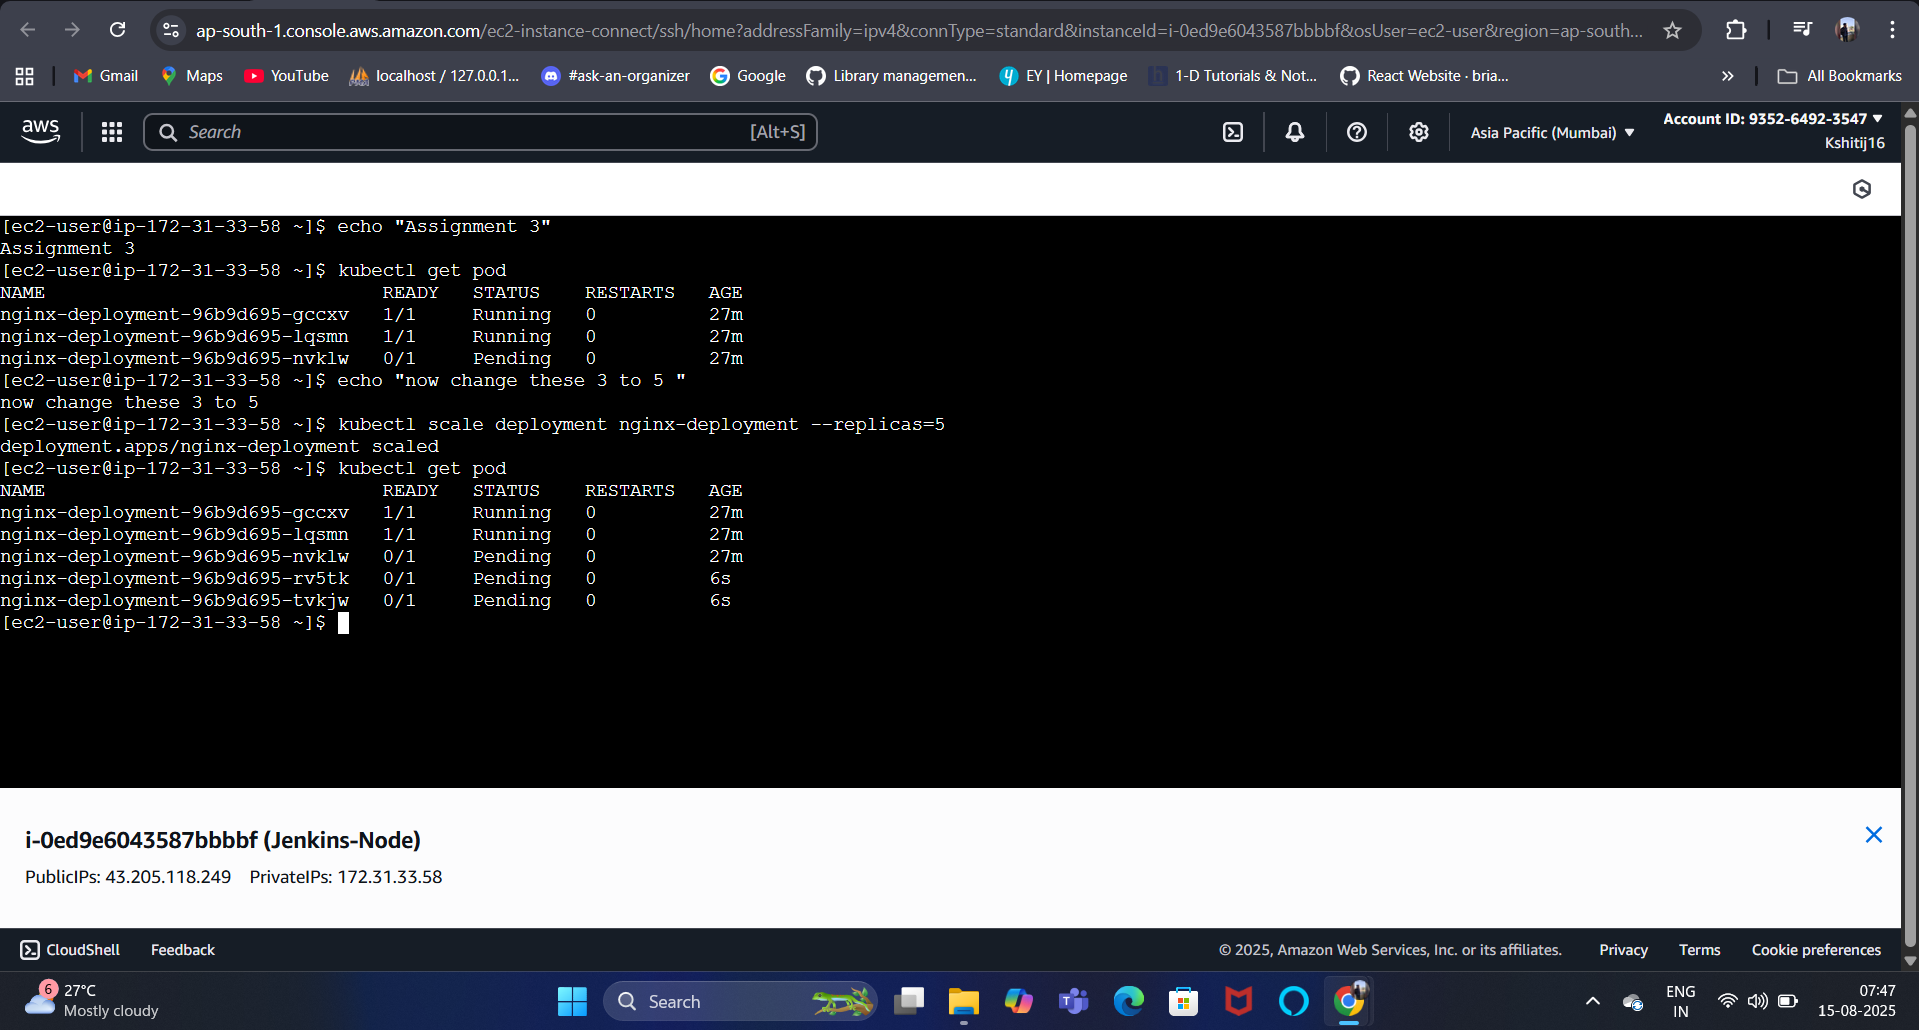 ap-south-1.console.aws.amazon.com/ec2-instance-connect/ssh/home?addressFamily=ipv4&connType=standard&instanceId=i-0ed9e6043587bbbbf&osUser=ec2-user&region=ap-south...
Gmail Maps YouTube localhost / 127.0.0.1... #ask-an-organizer Google Library managemen... EY | Homepage 1-D Tutorials & Not... React Website · bria... » All Bookmarks
aws Search [Alt+S] Asia Pacific (Mumbai) Account ID: 9352-6492-3547
Kshitij16
[ec2-user@ip-172-31-33-58 ~]$ echo "Assignment 3"
Assignment 3
[ec2-user@ip-172-31-33-58 ~]$ kubectl get pod
NAME READY STATUS RESTARTS AGE
nginx-deployment-96b9d695-gccxv 1/1 Running 0 27m
nginx-deployment-96b9d695-lqsmn 1/1 Running 0 27m
nginx-deployment-96b9d695-nvklw 0/1 Pending 0 27m
[ec2-user@ip-172-31-33-58 ~]$ echo "now change these 3 to 5 "
now change these 3 to 5
[ec2-user@ip-172-31-33-58 ~]$ kubectl scale deployment nginx-deployment --replicas=5
deployment.apps/nginx-deployment scaled
[ec2-user@ip-172-31-33-58 ~]$ kubectl get pod
NAME READY STATUS RESTARTS AGE
nginx-deployment-96b9d695-gccxv 1/1 Running 0 27m
nginx-deployment-96b9d695-lqsmn 1/1 Running 0 27m
nginx-deployment-96b9d695-nvklw 0/1 Pending 0 27m
nginx-deployment-96b9d695-rv5tk 0/1 Pending 0 6s
nginx-deployment-96b9d695-tvkjw 0/1 Pending 0 6s
[ec2-user@ip-172-31-33-58 ~]$
i-0ed9e6043587bbbbf (Jenkins-Node)
PublicIPs: 43.205.118.249 PrivateIPs: 172.31.33.58
CloudShell Feedback © 2025, Amazon Web Services, Inc. or its affiliates. Privacy Terms Cookie preferences
6 27°C
Mostly cloudy
Search
ENG
IN
07:47
15-08-2025